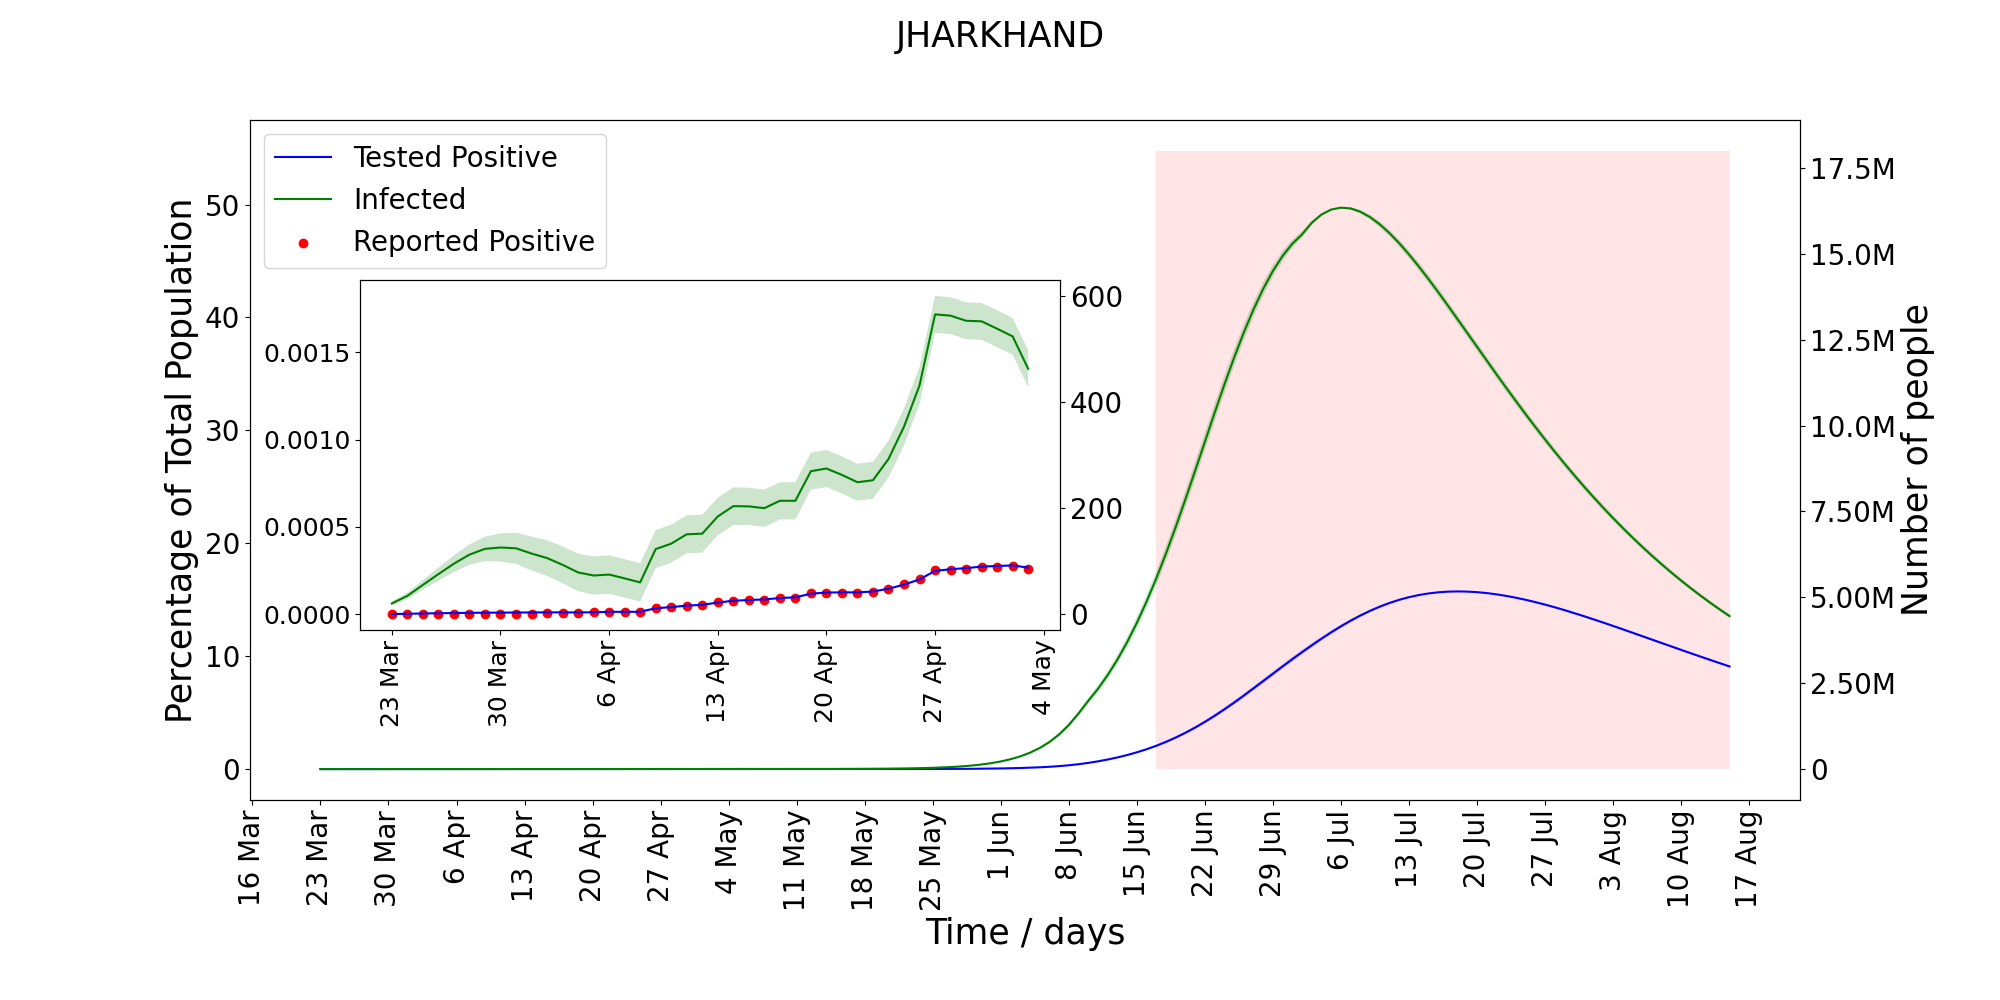 JHARKHAND
Tested Positive
Infected
Reported Positive
Percentage of Total Population
50
40
30
20
10
0
0.0015
0.0010
0.0005
0.0000
600
400
200
0
23 Mar
30 Mar
6 Apr
13 Apr
20 Apr
27 Apr
4 May
17.5M
15.0M
12.5M
10.0M
7.50M
5.00M
2.50M
0
Number of people
16 Mar
23 Mar
30 Mar
6 Apr
13 Apr
20 Apr
27 Apr
4 May
11 May
18 May
25 May
1 Jun
8 Jun
15 Jun
22 Jun
29 Jun
6 Jul
13 Jul
20 Jul
27 Jul
3 Aug
10 Aug
17 Aug
Time / days